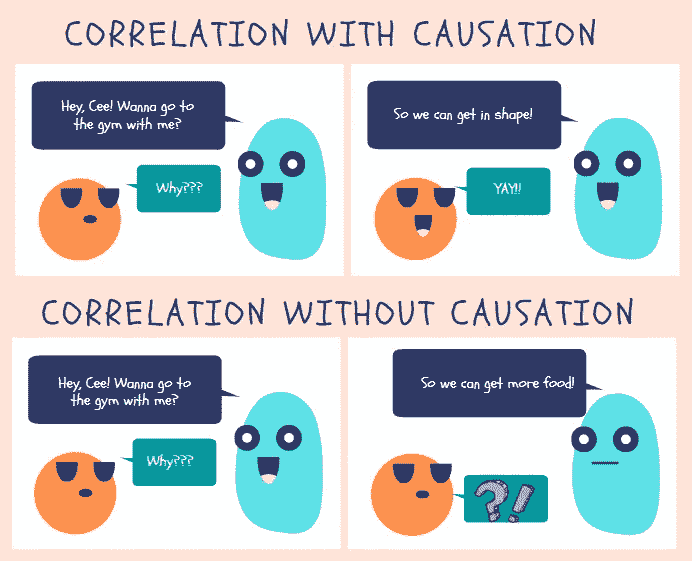 CORRELATION WITH CAUSATION
Hey, Cee! Wanna go to
the gym with me?
Why???
So we can get in shape!
YAY!!
CORRELATION WITHOUT CAUSATION
Hey, Cee! Wanna go to
the gym with me?
Why???
So we can get more food!
?!